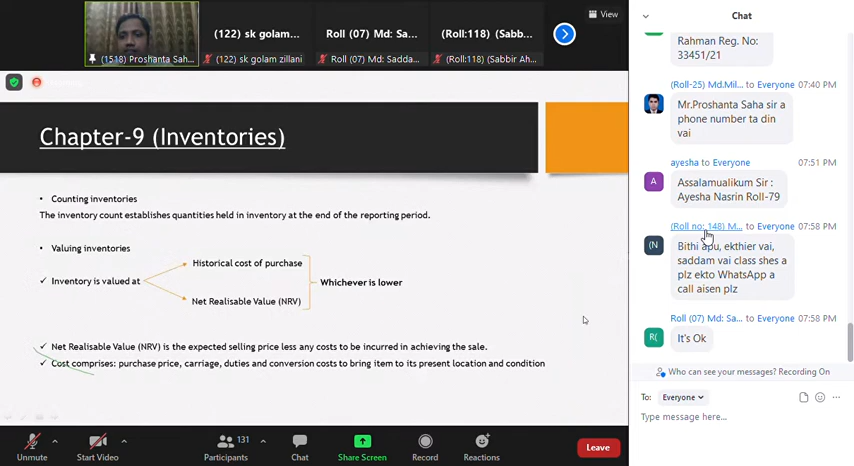 View
(1518) Proshanta Sah...
(122) sk golam...
(122) sk golam zillani
Roll (07) Md: Sa...
Roll (07) Md: Sadda...
(Roll:118) (Sabb...
(Roll:118) (Sabbir Ah...
Chapter-9 (Inventories)
• Counting inventories
The inventory count establishes quantities held in inventory at the end of the reporting period.
• Valuing inventories
✓ Inventory is valued at
Historical cost of purchase
Net Realisable Value (NRV)
Whichever is lower
✓ Net Realisable Value (NRV) is the expected selling price less any costs to be incurred in achieving the sale.
✓ Cost comprises: purchase price, carriage, duties and conversion costs to bring item to its present location and condition
Unmute
Start Video
131
Participants
Chat
Share Screen
Record
Reactions
Leave
Chat
Rahman Reg. No:
33451/21
(Roll-25) Md.Mil... to Everyone 07:40 PM
Mr.Proshanta Saha sir a
phone number ta din
vai
ayesha to Everyone 07:51 PM
A
Assalamualikum Sir :
Ayesha Nasrin Roll-79
(Roll no: 148) M... to Everyone 07:58 PM
(N
Bithi apu, ekthier vai,
saddam vai class shes a
plz ekto WhatsApp a
call aisen plz
Roll (07) Md: Sa... to Everyone 07:58 PM
R(
It's Ok
Who can see your messages? Recording On
To: Everyone
Type message here...